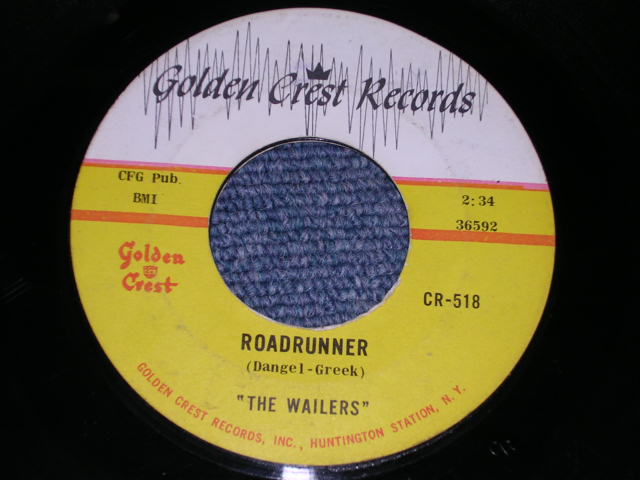 Golden Crest Records
CFG Pub.
BMI
2:34
36592
Golden
Crest
CR-518
ROADRUNNER
(Dangel-Greek)
"THE WAILERS"
GOLDEN CREST RECORDS, INC., HUNTINGTON STATION, N. Y.